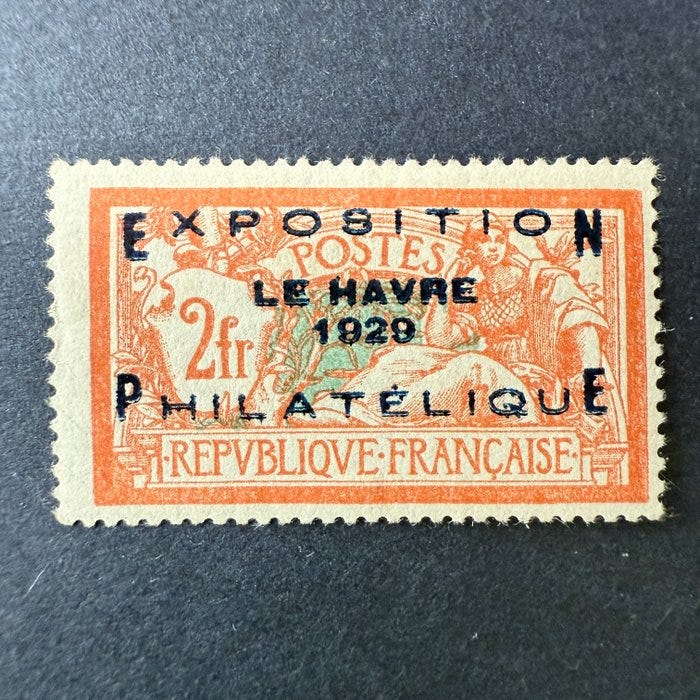 EXPOSITION
POSTES
LE HAVRE
1929
2fr
PHILATÉLIQUE
·REPVBLIQVE·FRANÇAISE·